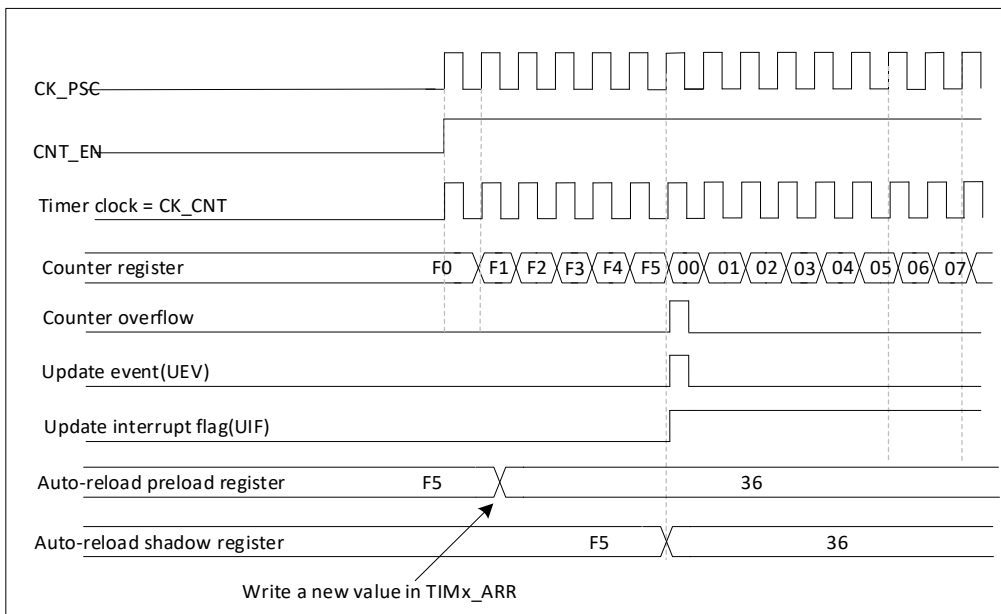 CK_PSC
CNT_EN
Timer clock = CK_CNT
Counter register F0 F1 F2 F3 F4 F5 00 01 02 03 04 05 06 07
Counter overflow
Update event(UEV)
Update interrupt flag(UIF)
Auto-reload preload register F5 36
Auto-reload shadow register F5 36
Write a new value in TIMx_ARR